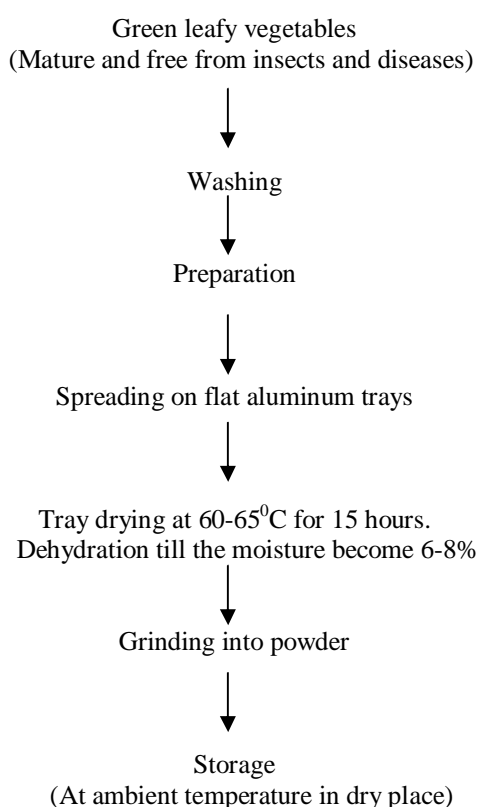 Green leafy vegetables
(Mature and free from insects and diseases)
Washing
Preparation
Spreading on flat aluminum trays
Tray drying at 60-65⁰C for 15 hours.
Dehydration till the moisture become 6-8%
Grinding into powder
Storage
(At ambient temperature in dry place)